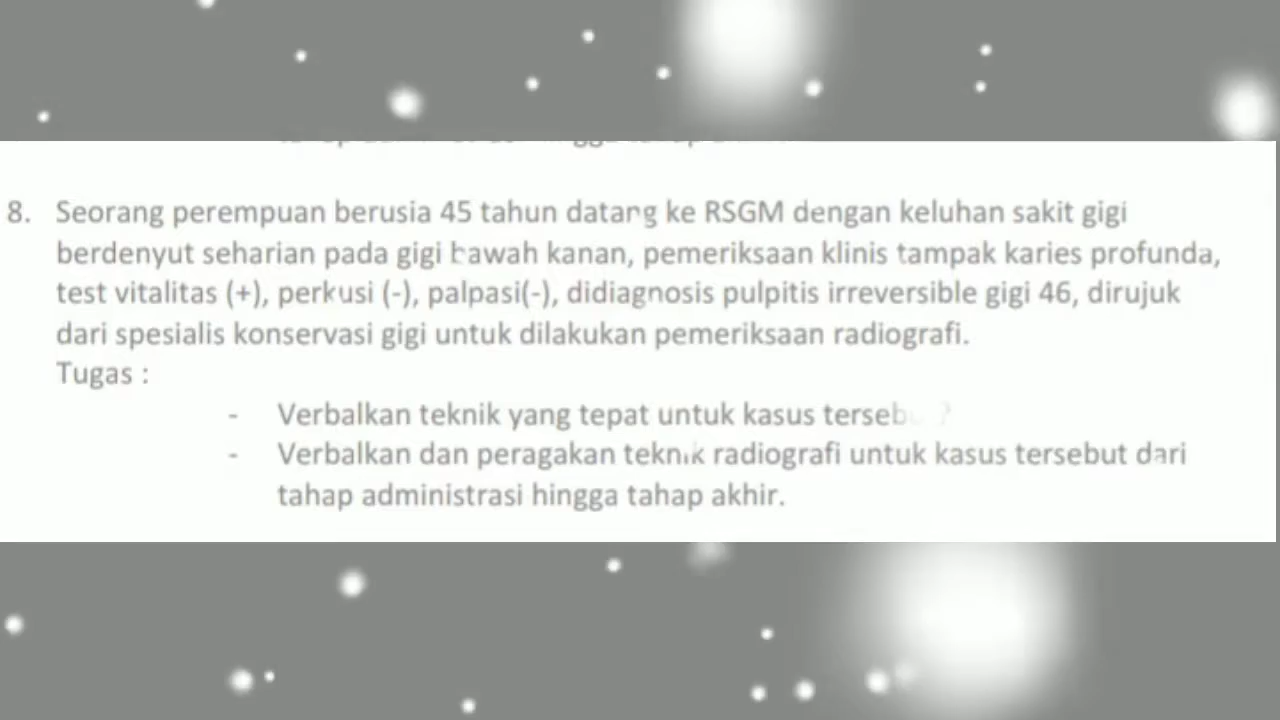 8. Seorang perempuan berusia 45 tahun datang ke RSGM dengan keluhan sakit gigi
berdenyut seharian pada gigi bawah kanan, pemeriksaan klinis tampak karies profunda,
test vitalitas (+), perkusi (-), palpasi(-), didiagnosis pulpitis irreversible gigi 46, dirujuk
dari spesialis konservasi gigi untuk dilakukan pemeriksaan radiografi.
Tugas :
- Verbalkan teknik yang tepat untuk kasus tersebut ?
- Verbalkan dan peragakan teknik radiografi untuk kasus tersebut dari
tahap administrasi hingga tahap akhir.